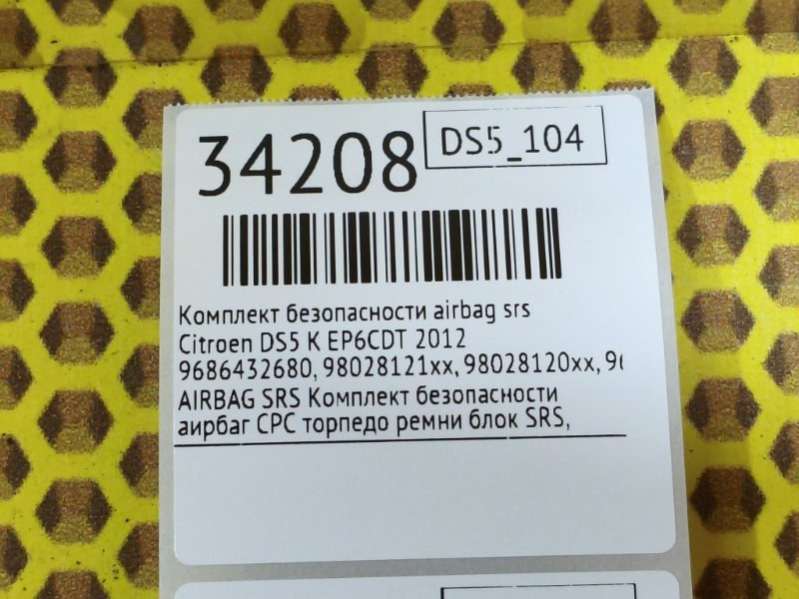 34208
DS5_104
Комплект безопасности airbag srs
Citroen DS5 K EP6CDT 2012
9686432680, 98028121xx, 98028120xx, 96
AIRBAG SRS Комплект безопасности
аирбаг СРС торпедо ремни блок SRS,